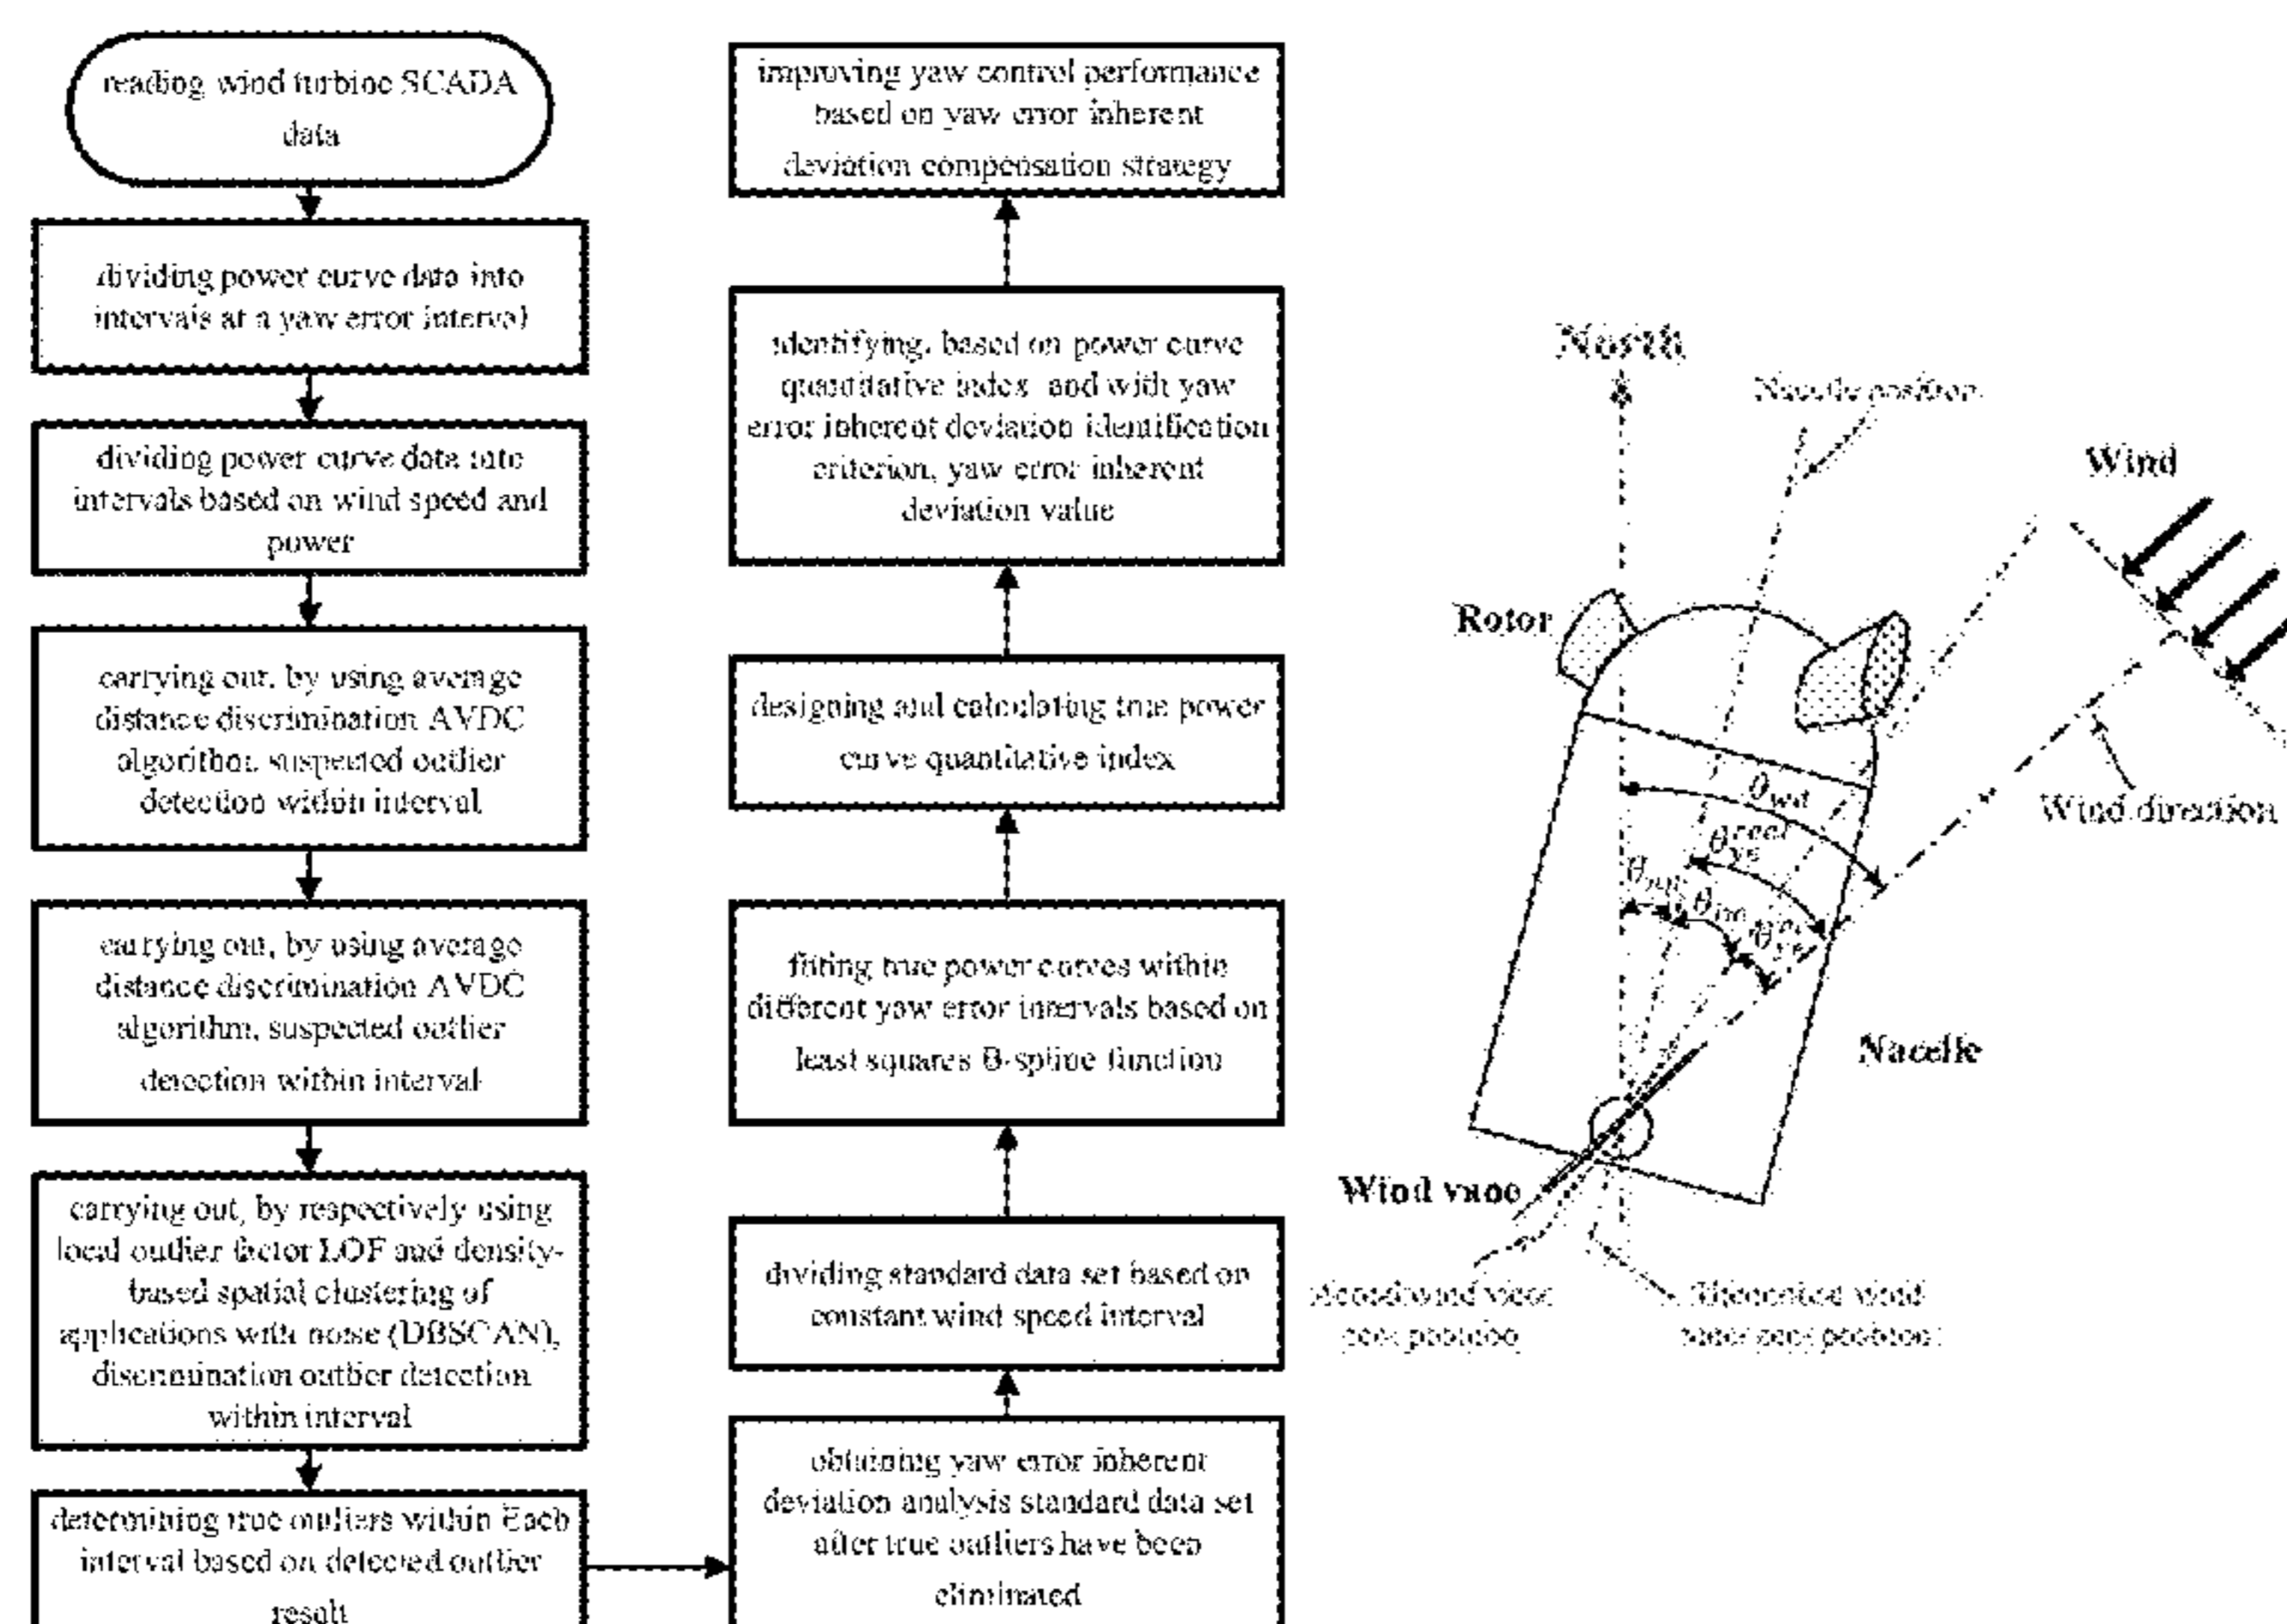 reading wind turbine SCADA
data
dividing power curve data into
intervals at a yaw error interval
dividing power curve data into
intervals based on wind speed and
power
carrying out, by using average
distance discrimination AVDC
algorithm, suspected outlier
detection within interval
carrying out, by using average
distance discrimination AVDC
algorithm, suspected outlier
detection within interval
carrying out, by respectively using
local outlier factor LOF and density-
based spatial clustering of
applications with noise (DBSCAN),
discrimination outlier detection
within interval
determining true outliers within Each
interval based on detected outlier
result
obtaining yaw error inherent
deviation analysis standard data set
after true outliers have been
eliminated
dividing standard data set based on
constant wind speed interval
fitting true power curves within
different yaw error intervals based on
least squares B-spline function
designing and calculating true power
curve quantitative index
identifying, based on power curve
quantitative index and with yaw
error inherent deviation identification
criterion, yaw error inherent
deviation value
improving yaw control performance
based on yaw error inherent
deviation compensation strategy
North
Nacelle position
Wind
Rotor
Wind direction
θwd
Nacelle
Wind vane
wind
zero position
wind
zero position